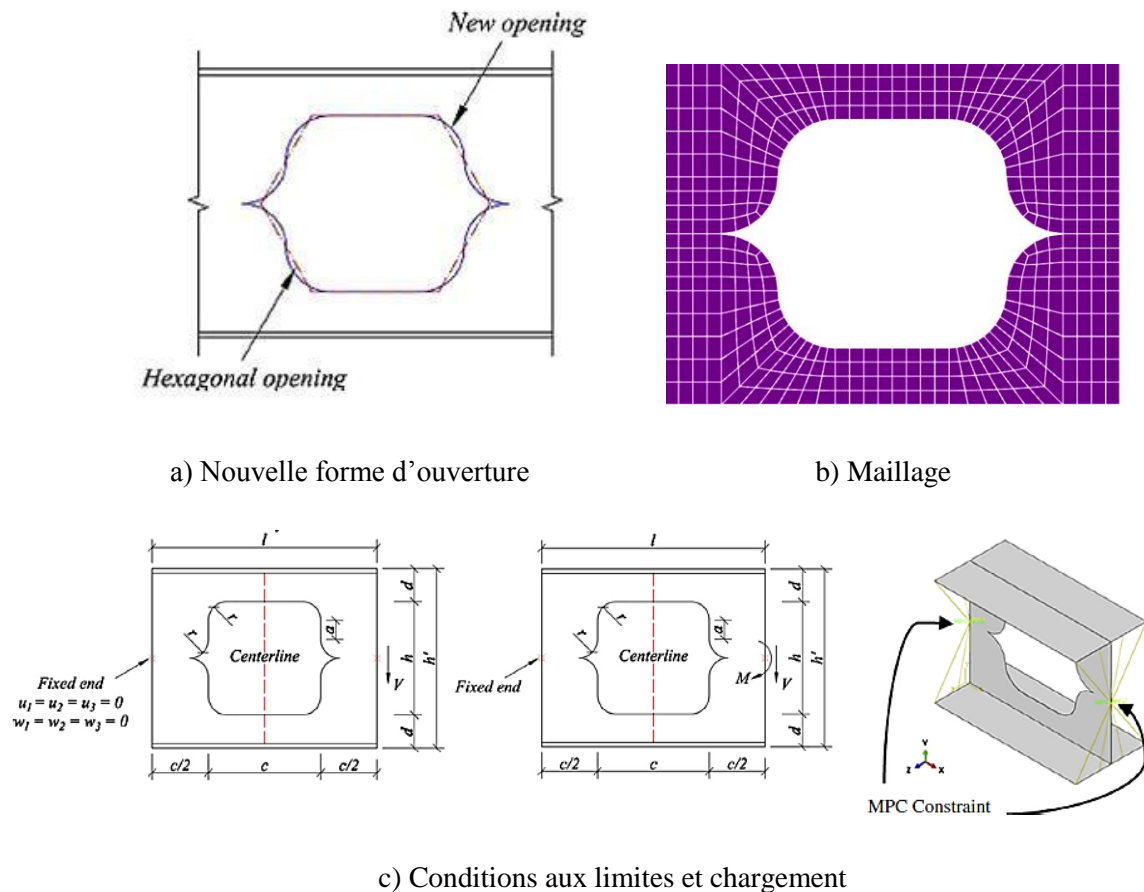 New opening
Hexagonal opening
a) Nouvelle forme d’ouverture
b) Maillage
l
d
r
r
a
Centerline
h
h'
V
Fixed end
u1 = u2 = u3 = 0
w1 = w2 = w3 = 0
d
c/2
c
c/2
l
d
r
r
a
Centerline
h
h'
M
V
Fixed end
d
c/2
c
c/2
Y
Z
X
MPC Constraint
c) Conditions aux limites et chargement